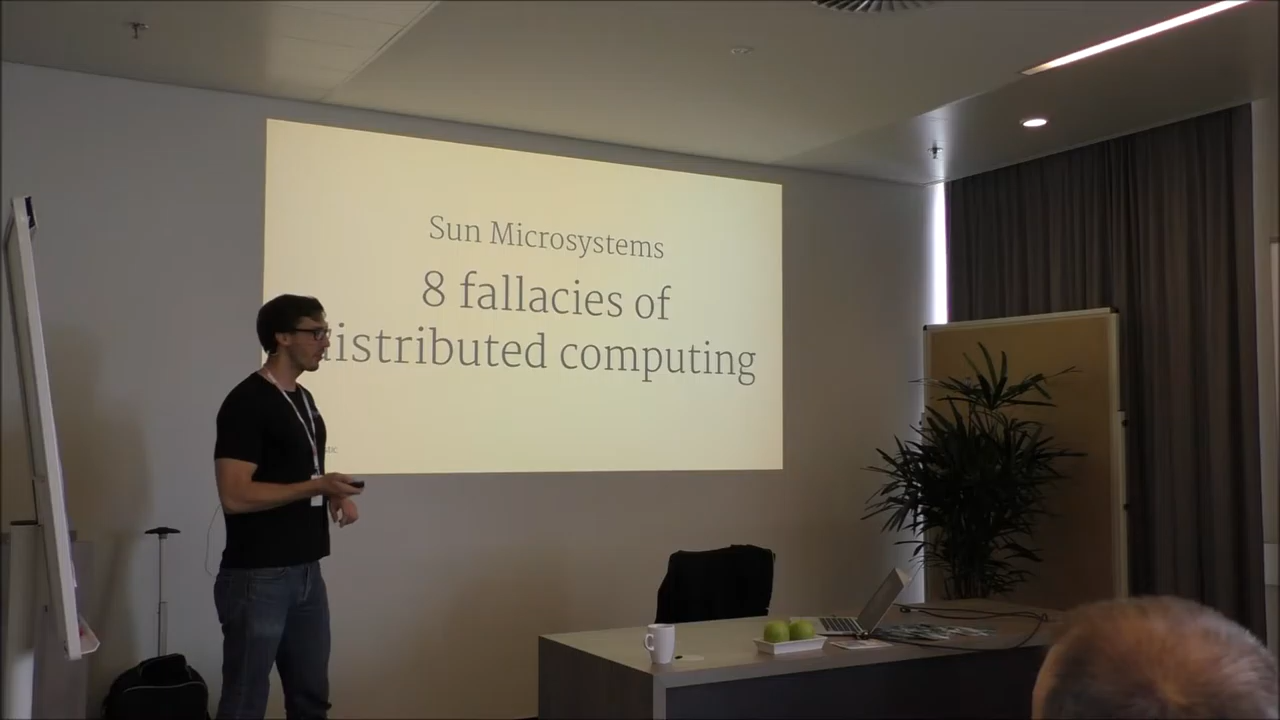 Sun Microsystems
8 fallacies of
distributed computing